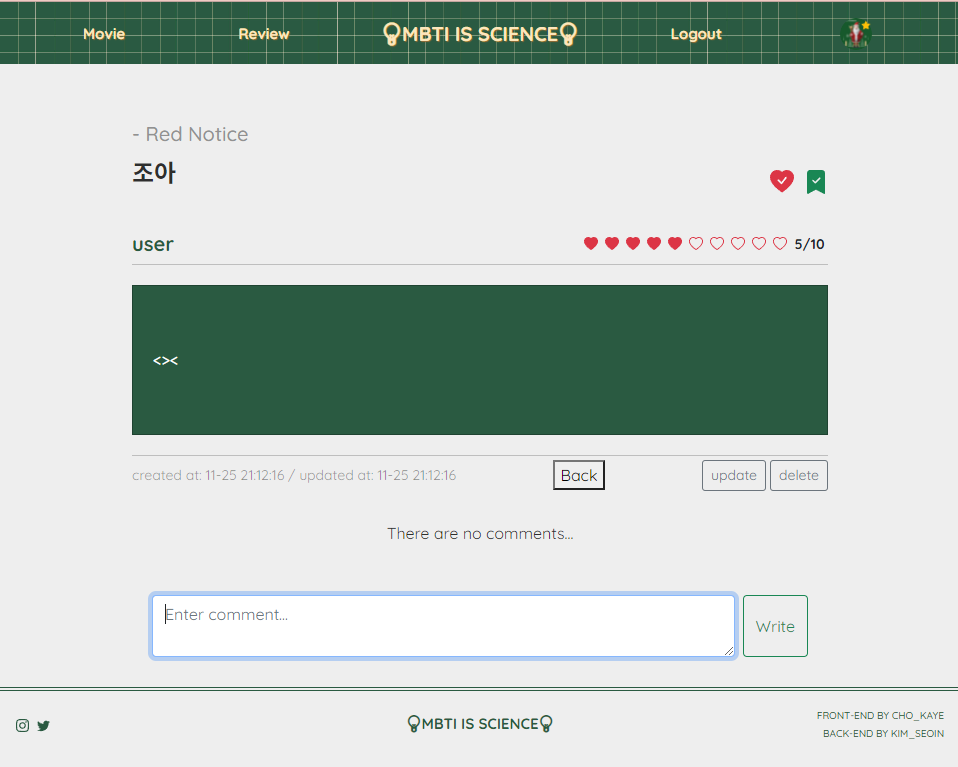 Movie Review MBTI IS SCIENCE Logout
- Red Notice
조아
user 5/10
<><
created at: 11-25 21:12:16 / updated at: 11-25 21:12:16 Back update delete
There are no comments...
Enter comment... Write
MBTI IS SCIENCE
FRONT-END BY CHO_KAYE
BACK-END BY KIM_SEOIN